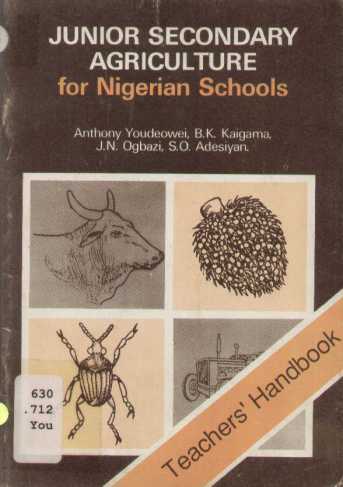 JUNIOR SECONDARY
AGRICULTURE
for Nigerian Schools
Anthony Youdeowei, B.K. Kaigama,
J.N. Ogbazi, S.O. Adesiyan.
Teachers' Handbook
630
.712
You